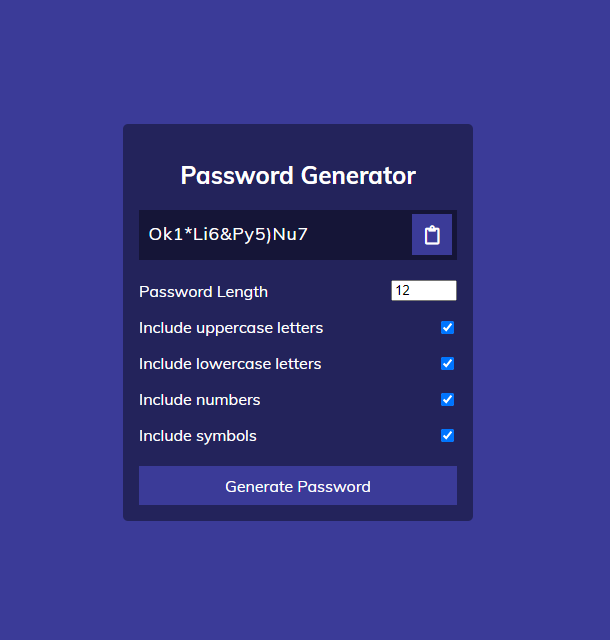 Password Generator
Ok1*Li6&Py5)Nu7
Password Length 12
Include uppercase letters
Include lowercase letters
Include numbers
Include symbols
Generate Password